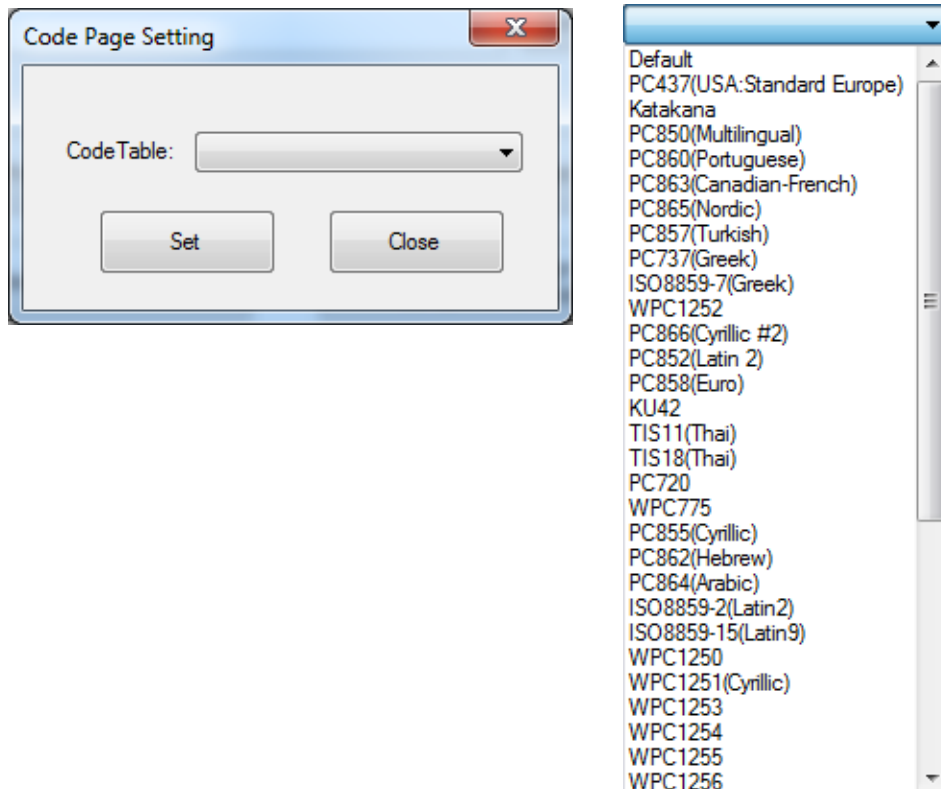 Code Page Setting
CodeTable:
Set
Close
Default
PC437(USA:Standard Europe)
Katakana
PC850(Multilingual)
PC860(Portuguese)
PC863(Canadian-French)
PC865(Nordic)
PC857(Turkish)
PC737(Greek)
ISO8859-7(Greek)
WPC1252
PC866(Cyrillic #2)
PC852(Latin 2)
PC858(Euro)
KU42
TIS11(Thai)
TIS18(Thai)
PC720
WPC775
PC855(Cyrillic)
PC862(Hebrew)
PC864(Arabic)
ISO8859-2(Latin2)
ISO8859-15(Latin9)
WPC1250
WPC1251(Cyrillic)
WPC1253
WPC1254
WPC1255
WPC1256